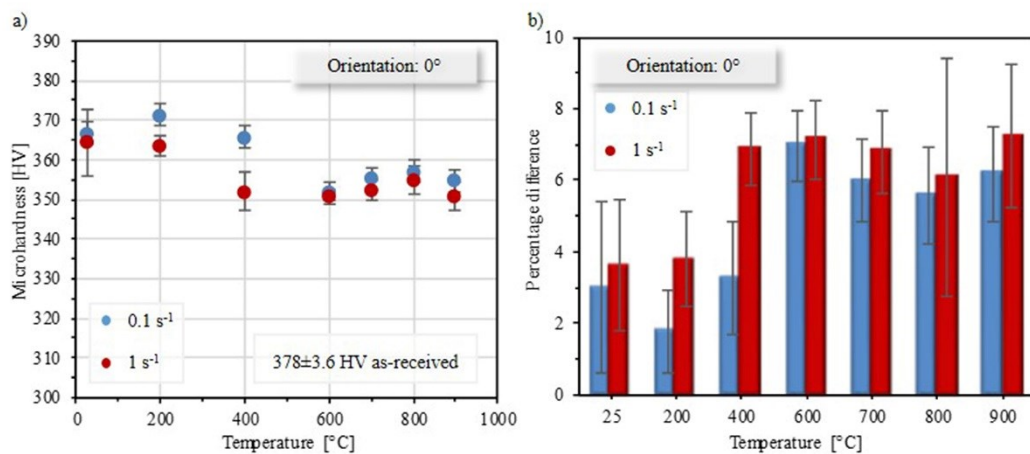 a)
Microhardness [HV]
390
380
370
360
350
340
330
320
310
300
Orientation: 0°
0.1 s⁻¹
1 s⁻¹
378±3.6 HV as-received
0 200 400 600 800 1000
Temperature [°C]
b)
Percentage difference
10
8
6
4
2
0
Orientation: 0°
0.1 s⁻¹
1 s⁻¹
25 200 400 600 700 800 900
Temperature [°C]